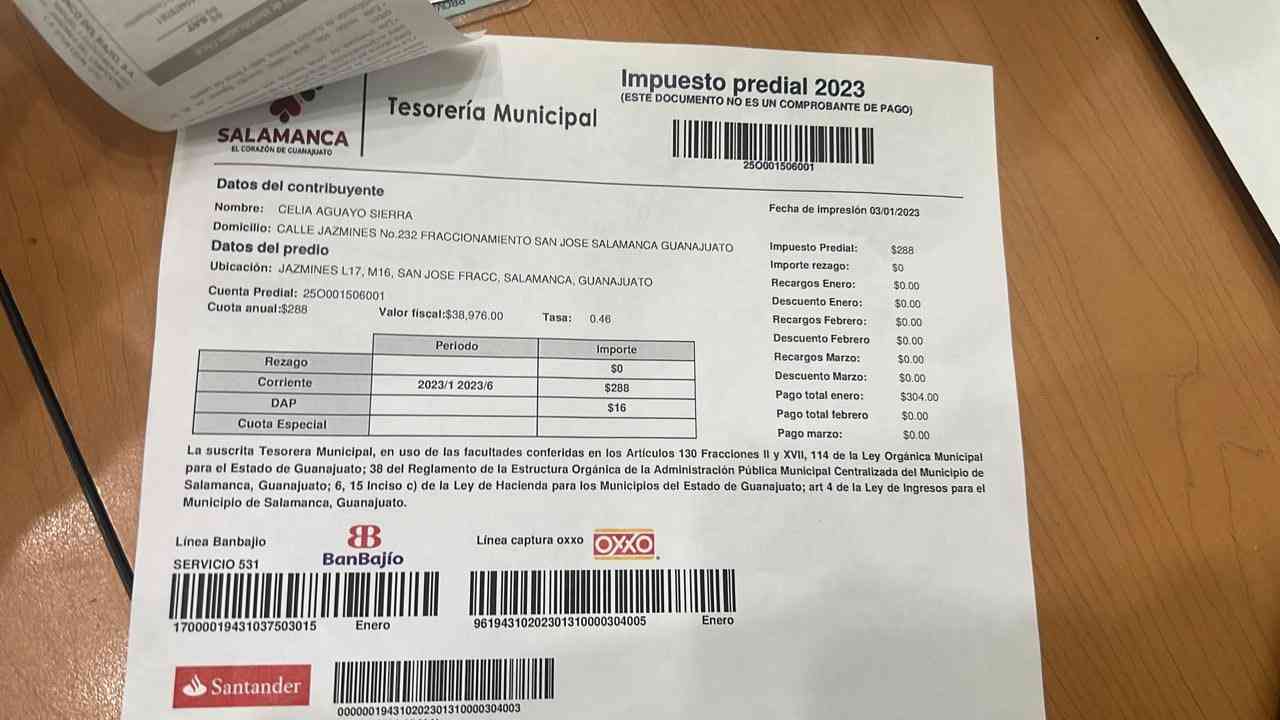 Impuesto predial 2023
(ESTE DOCUMENTO NO ES UN COMPROBANTE DE PAGO)
Tesorería Municipal
SALAMANCA
EL CORAZÓN DE GUANAJUATO
25O001506001
Datos del contribuyente
Nombre: CELIA AGUAYO SIERRA
Domicilio: CALLE JAZMINES No.232 FRACCIONAMIENTO SAN JOSE SALAMANCA GUANAJUATO
Datos del predio
Ubicación: JAZMINES L17, M16, SAN JOSE FRACC, SALAMANCA, GUANAJUATO
Cuenta Predial: 25O001506001
Cuota anual:$288 Valor fiscal:$38,976.00 Tasa: 0.46
Fecha de impresión 03/01/2023
Impuesto Predial: $288
Importe rezago: $0
Recargos Enero: $0.00
Descuento Enero: $0.00
Recargos Febrero: $0.00
Descuento Febrero $0.00
Recargos Marzo: $0.00
Descuento Marzo: $0.00
Pago total enero: $304.00
Pago total febrero $0.00
Pago marzo: $0.00
Periodo Importe
Rezago $0
Corriente 2023/1 2023/6 $288
DAP $16
Cuota Especial
La suscrita Tesorera Municipal, en uso de las facultades conferidas en los Artículos 130 Fracciones II y XVII, 114 de la Ley Orgánica Municipal
para el Estado de Guanajuato; 38 del Reglamento de la Estructura Orgánica de la Administración Pública Municipal Centralizada del Municipio de
Salamanca, Guanajuato; 6, 15 Inciso c) de la Ley de Hacienda para los Municipios del Estado de Guanajuato; art 4 de la Ley de Ingresos para el
Municipio de Salamanca, Guanajuato.
Línea Banbajio BanBajío Línea captura oxxo OXXO
SERVICIO 531
17000019431037503015 Enero 9619431020230131000030 4005 Enero
Santander
00000019431020230131000030​4003